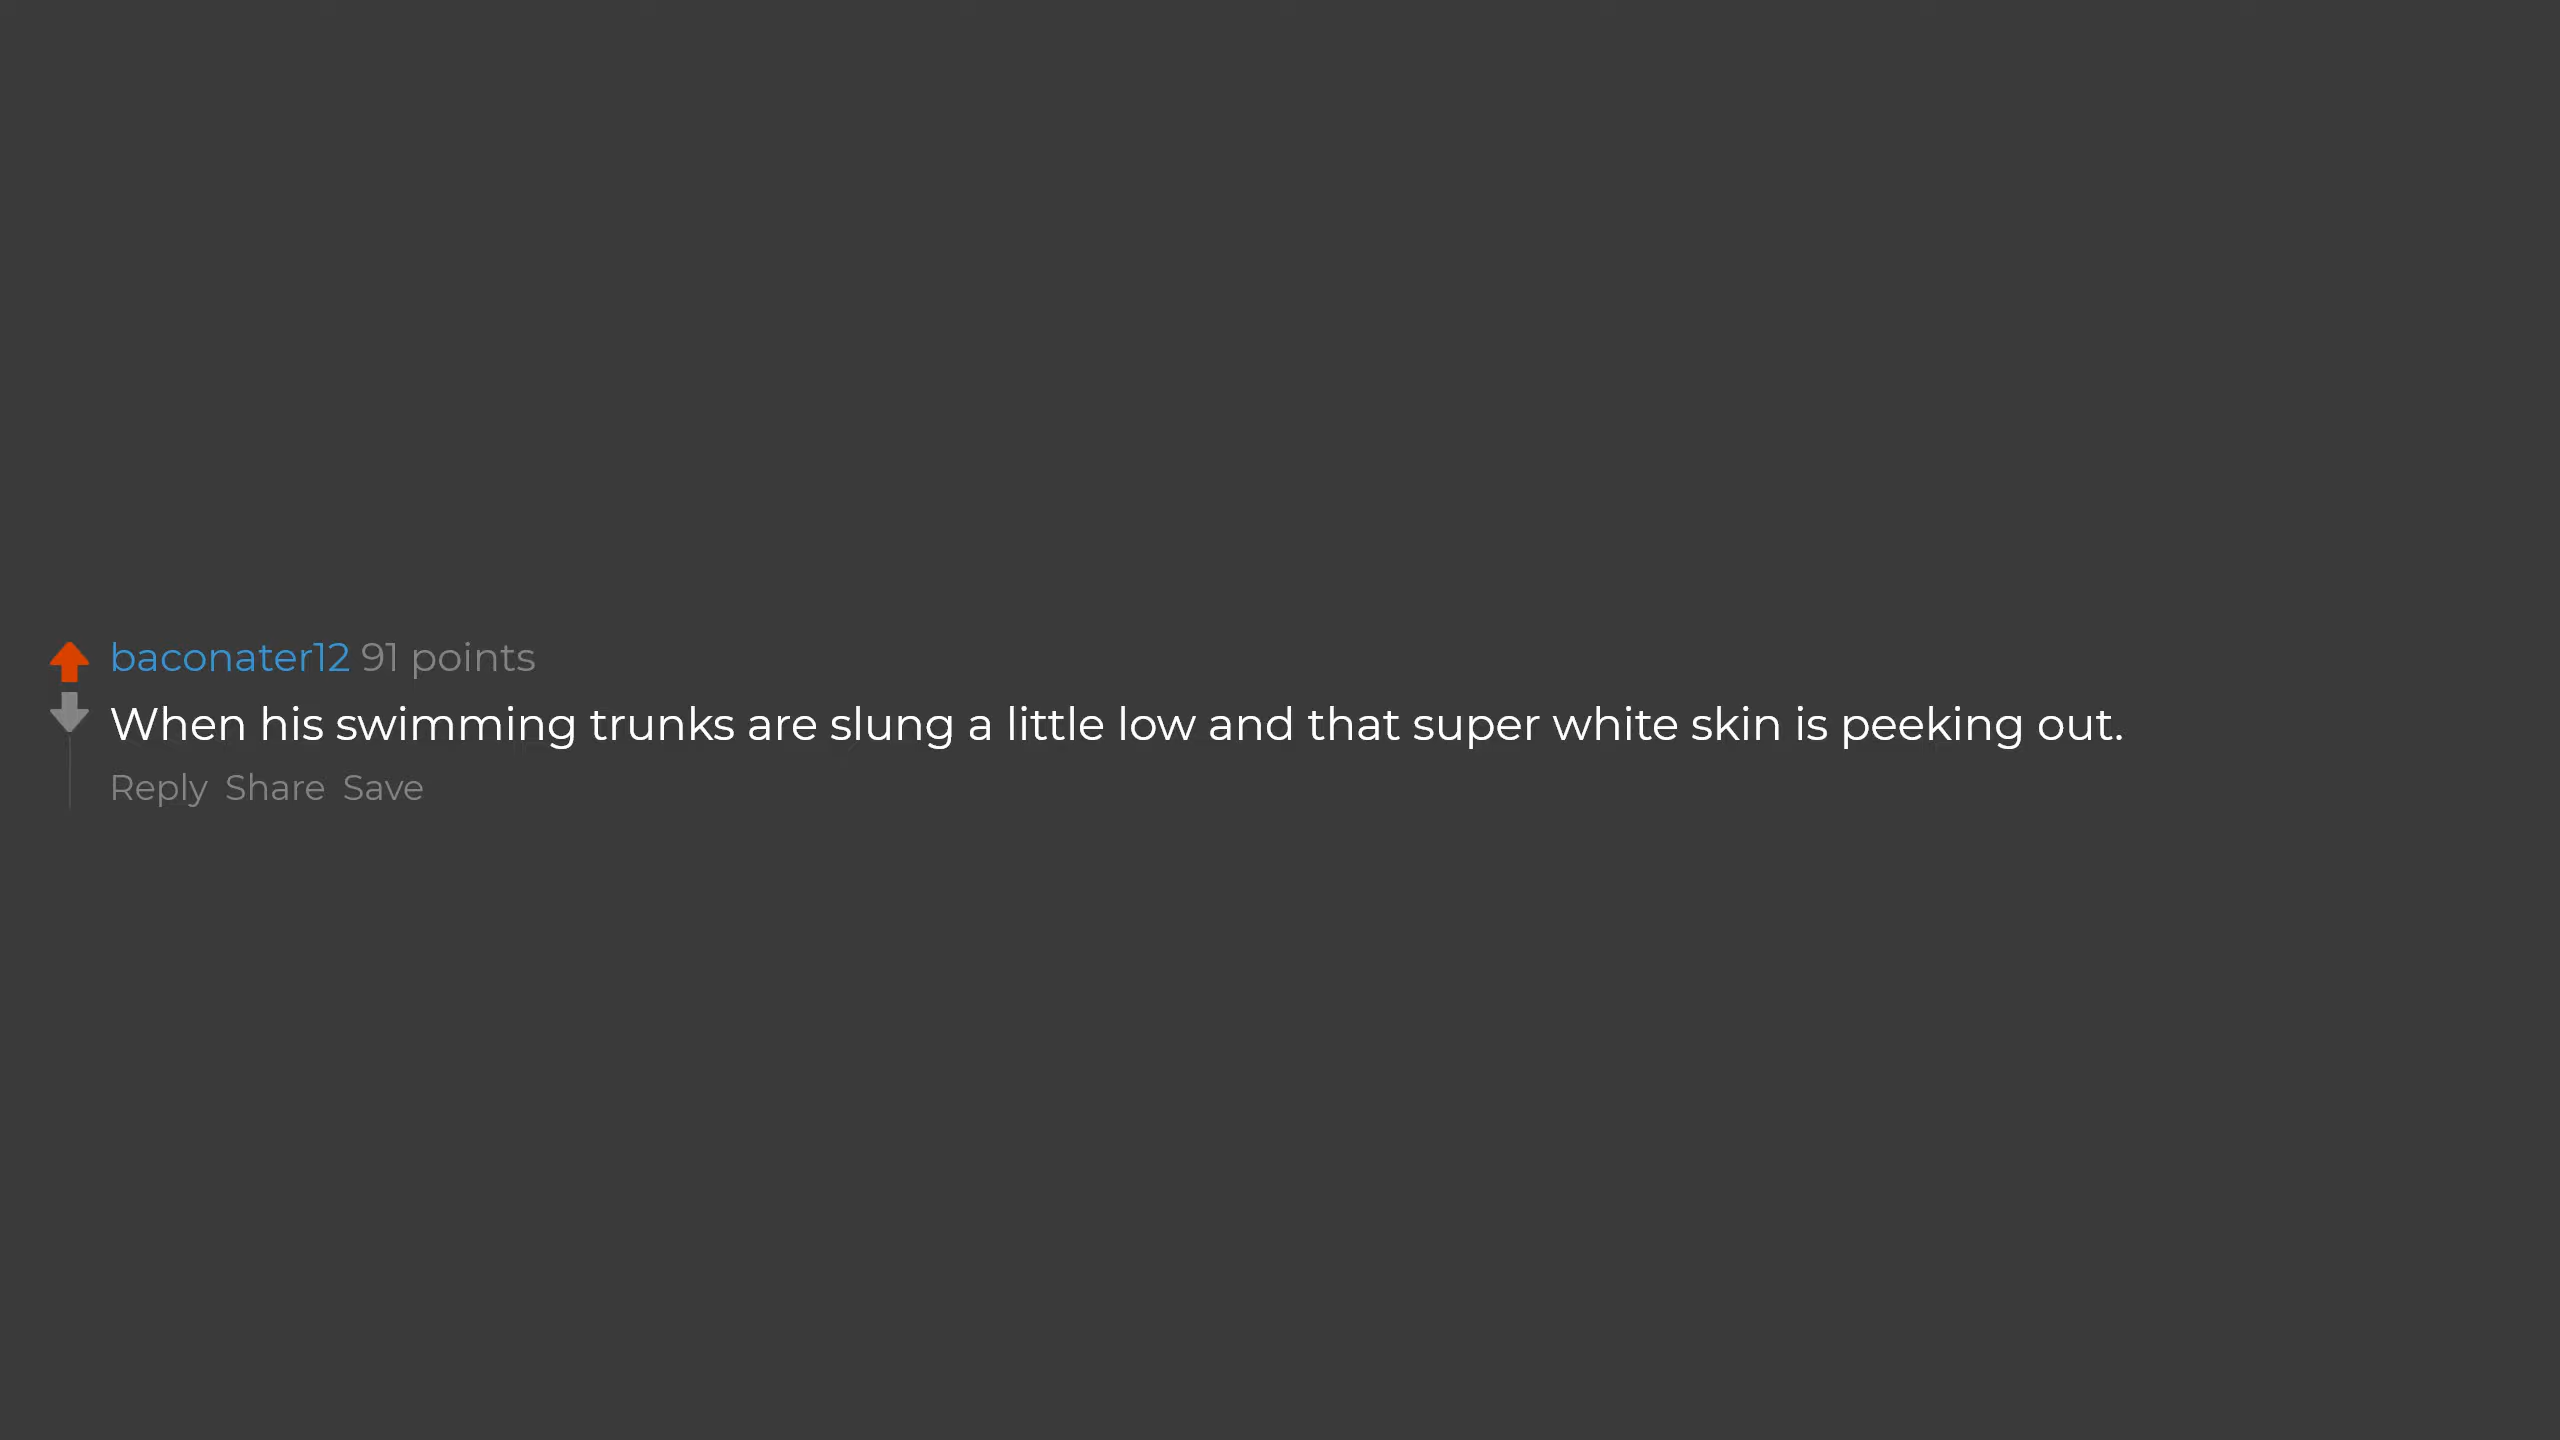 baconater12 91 points
When his swimming trunks are slung a little low and that super white skin is peeking out.
Reply Share Save